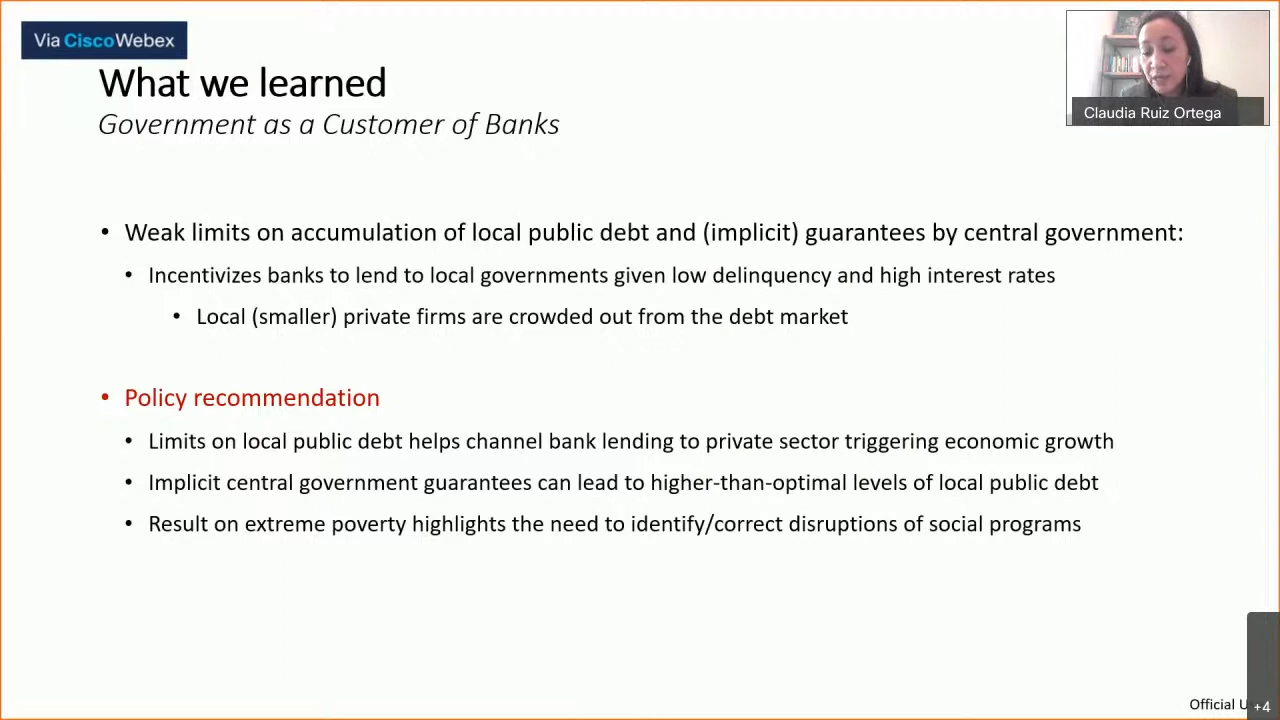 Via CiscoWebex
Claudia Ruiz Ortega
What we learned
Government as a Customer of Banks
• Weak limits on accumulation of local public debt and (implicit) guarantees by central government:
• Incentivizes banks to lend to local governments given low delinquency and high interest rates
• Local (smaller) private firms are crowded out from the debt market
• Policy recommendation
• Limits on local public debt helps channel bank lending to private sector triggering economic growth
• Implicit central government guarantees can lead to higher-than-optimal levels of local public debt
• Result on extreme poverty highlights the need to identify/correct disruptions of social programs
Official
+4